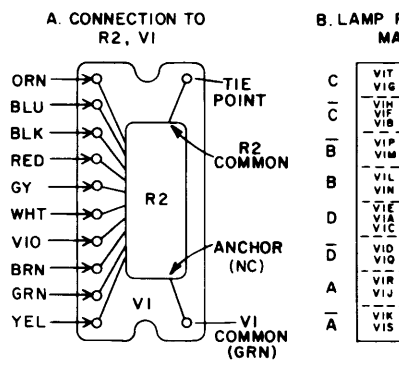 A. CONNECTION TO
R2, V1
ORN
BLU
BLK
RED
GY
WHT
VIO
BRN
GRN
YEL
TIE
POINT
R2
COMMON
R2
ANCHOR
(NC)
V1
V1
COMMON
(GRN)
B. LAMP
MA
C
V1T
V1G
C̅
V1H
V1F
V1B
B̅
V1P
V1M
B
V1L
V1N
D
V1E
V1A
V1C
D̅
V1D
V1Q
A
V1R
V1J
A̅
V1K
V1S